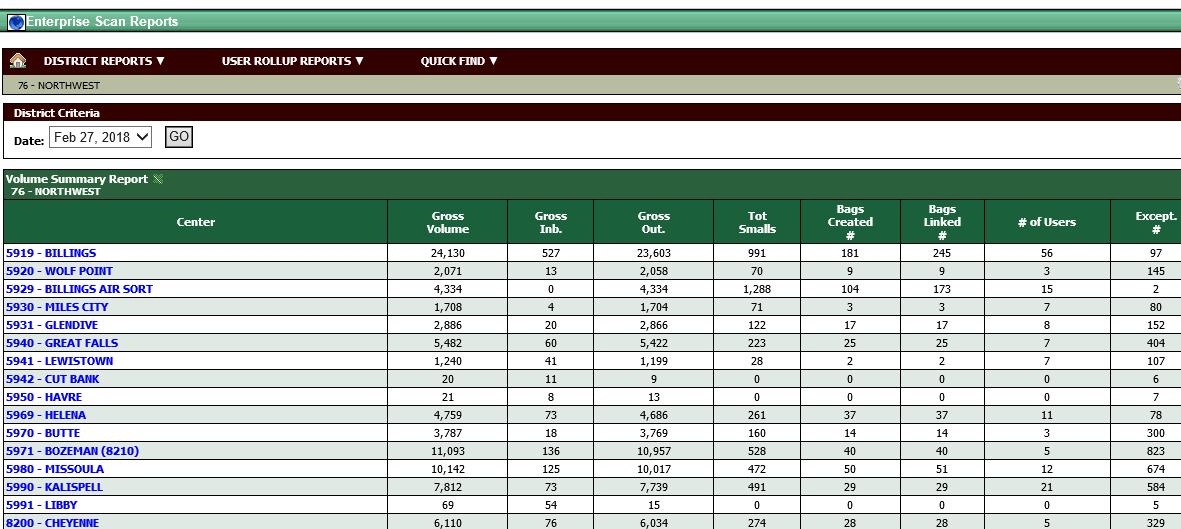 Enterprise Scan Reports
DISTRICT REPORTS ▼ USER ROLLUP REPORTS ▼ QUICK FIND ▼
76 - NORTHWEST
District Criteria
Date: Feb 27, 2018 GO
Volume Summary Report
76 - NORTHWEST
Center Gross Volume Gross Inb. Gross Out. Tot Smalls Bags Created # Bags Linked # # of Users Except. #
5919 - BILLINGS 24,130 527 23,603 991 181 245 56 97
5920 - WOLF POINT 2,071 13 2,058 70 9 9 3 145
5929 - BILLINGS AIR SORT 4,334 0 4,334 1,288 104 173 15 2
5930 - MILES CITY 1,708 4 1,704 71 3 3 7 80
5931 - GLENDIVE 2,886 20 2,866 122 17 17 8 152
5940 - GREAT FALLS 5,482 60 5,422 223 25 25 7 404
5941 - LEWISTOWN 1,240 41 1,199 28 2 2 7 107
5942 - CUT BANK 20 11 9 0 0 0 0 6
5950 - HAVRE 21 8 13 0 0 0 0 7
5969 - HELENA 4,759 73 4,686 261 37 37 11 78
5970 - BUTTE 3,787 18 3,769 160 14 14 3 300
5971 - BOZEMAN (8210) 11,093 136 10,957 528 40 40 5 823
5980 - MISSOULA 10,142 125 10,017 472 50 51 12 674
5990 - KALISPELL 7,812 73 7,739 491 29 29 21 584
5991 - LIBBY 69 54 15 0 0 0 0 5
8200 - CHEYENNE 6,110 76 6,034 274 28 28 5 329